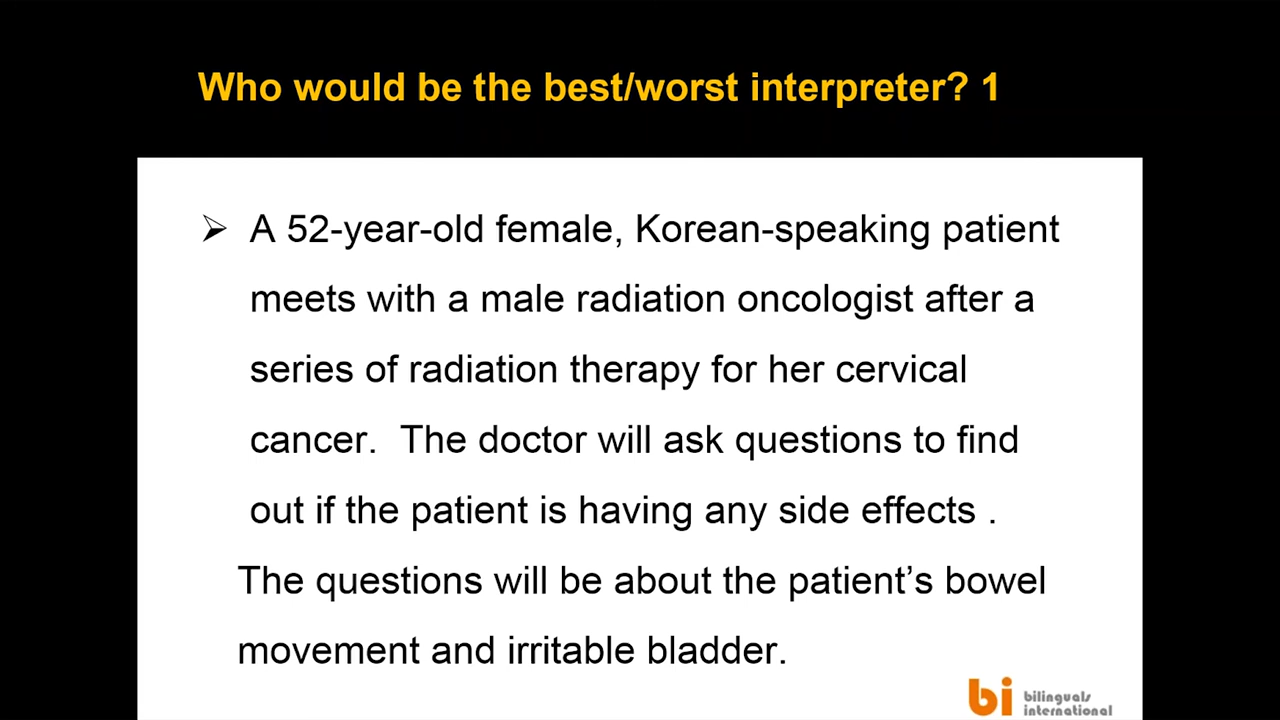 Who would be the best/worst interpreter? 1
➢ A 52-year-old female, Korean-speaking patient
meets with a male radiation oncologist after a
series of radiation therapy for her cervical
cancer.  The doctor will ask questions to find
out if the patient is having any side effects .
The questions will be about the patient’s bowel
movement and irritable bladder.
bi bilinguals
international